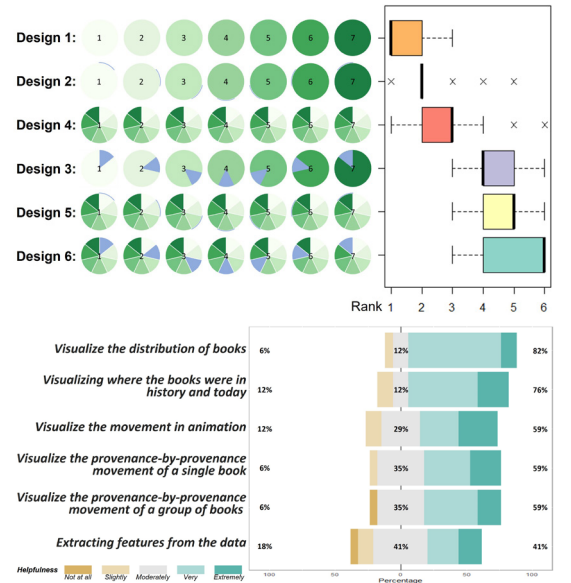 Design 1: 1 2 3 4 5 6 7
Design 2: 1 2 3 4 5 6 7
Design 4: 1 2 3 4 5 6 7
Design 3: 1 2 3 4 5 6 7
Design 5: 1 2 3 4 5 6 7
Design 6: 1 2 3 4 5 6 7
Rank 1 2 3 4 5 6
Visualize the distribution of books 6% 12% 82%
Visualizing where the books were in
history and today 12% 12% 76%
Visualize the movement in animation 12% 29% 59%
Visualize the provenance-by-provenance
movement of a single book 6% 35% 59%
Visualize the provenance-by-provenance
movement of a group of books 6% 35% 59%
Extracting features from the data 18% 41% 41%
Helpfulness
Not at all Slightly Moderately Very Extremely
100 50 0 50 100
Percentage